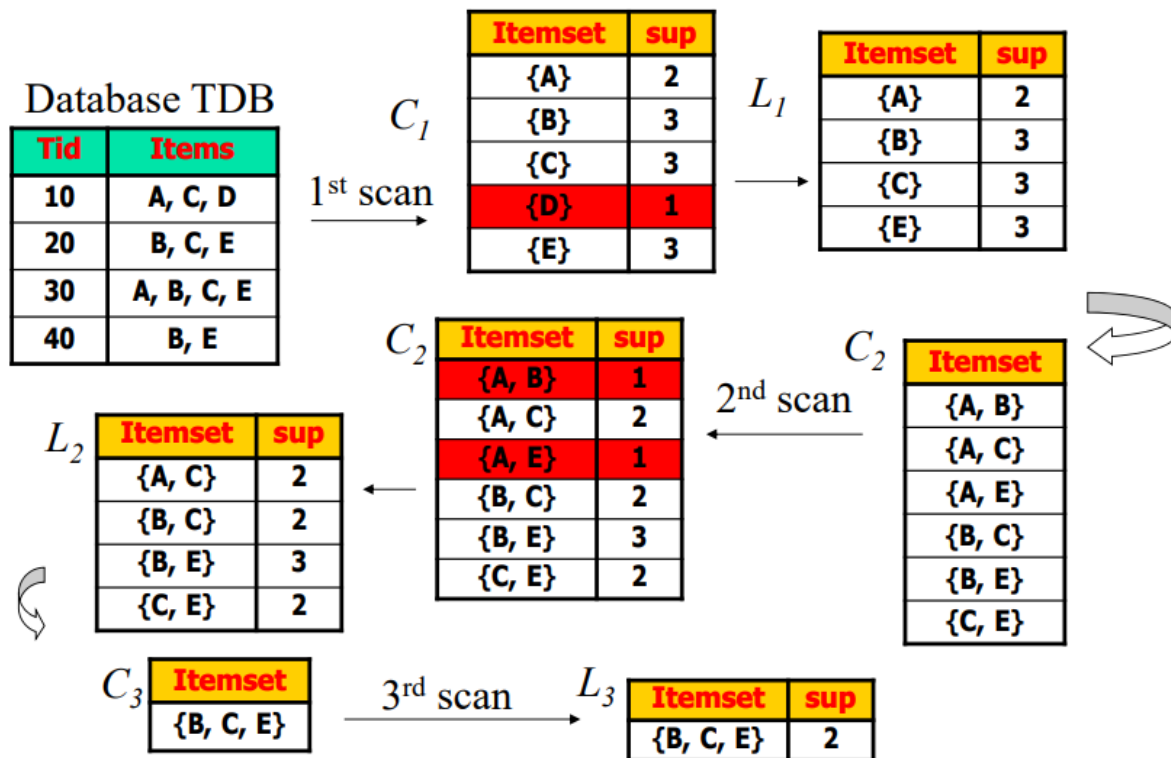 Database TDB
Tid Items
10 A, C, D
20 B, C, E
30 A, B, C, E
40 B, E
1st scan
C1
Itemset sup
{A} 2
{B} 3
{C} 3
{D} 1
{E} 3
L1
Itemset sup
{A} 2
{B} 3
{C} 3
{E} 3
C2
Itemset
{A, B}
{A, C}
{A, E}
{B, C}
{B, E}
{C, E}
2nd scan
C2
Itemset sup
{A, B} 1
{A, C} 2
{A, E} 1
{B, C} 2
{B, E} 3
{C, E} 2
L2
Itemset sup
{A, C} 2
{B, C} 2
{B, E} 3
{C, E} 2
C3
Itemset
{B, C, E}
3rd scan
L3
Itemset sup
{B, C, E} 2